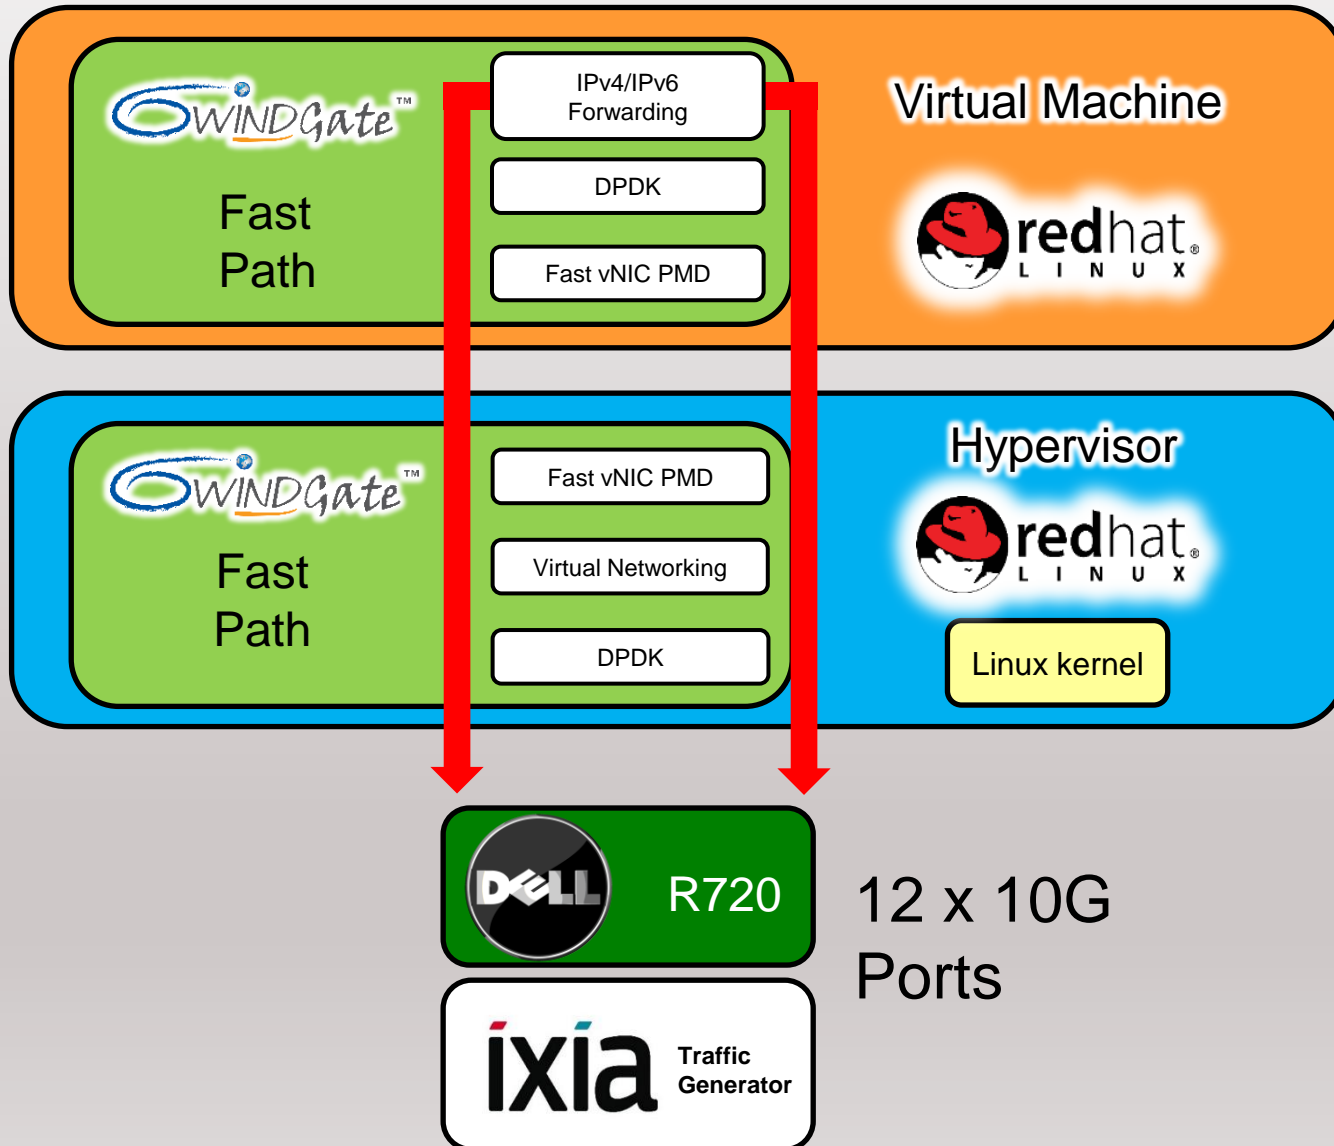 6WINDGate™
IPv4/IPv6
Forwarding
Virtual Machine
DPDK
Fast
Path
redhat®
LINUX
Fast vNIC PMD
6WINDGate™
Fast vNIC PMD
Hypervisor
redhat®
LINUX
Fast
Path
Virtual Networking
DPDK
Linux kernel
DELL
R720
12 x 10G
Ports
ixia
Traffic
Generator